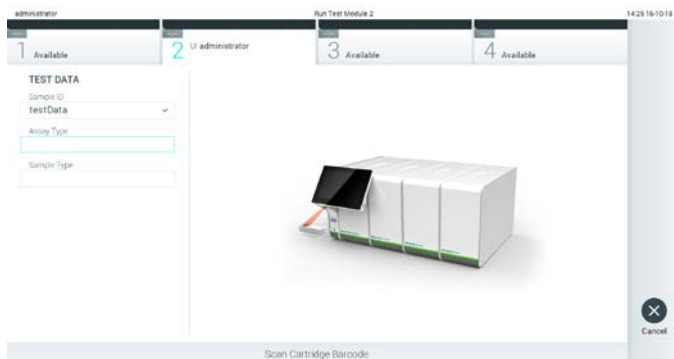 administrator
Run Test Module 2
14:25 16-10-18
1 Available
2 UI administrator
3 Available
4 Available
TEST DATA
Sample ID
testData
Assay Type
Sample Type
Cancel
Scan Cartridge Barcode